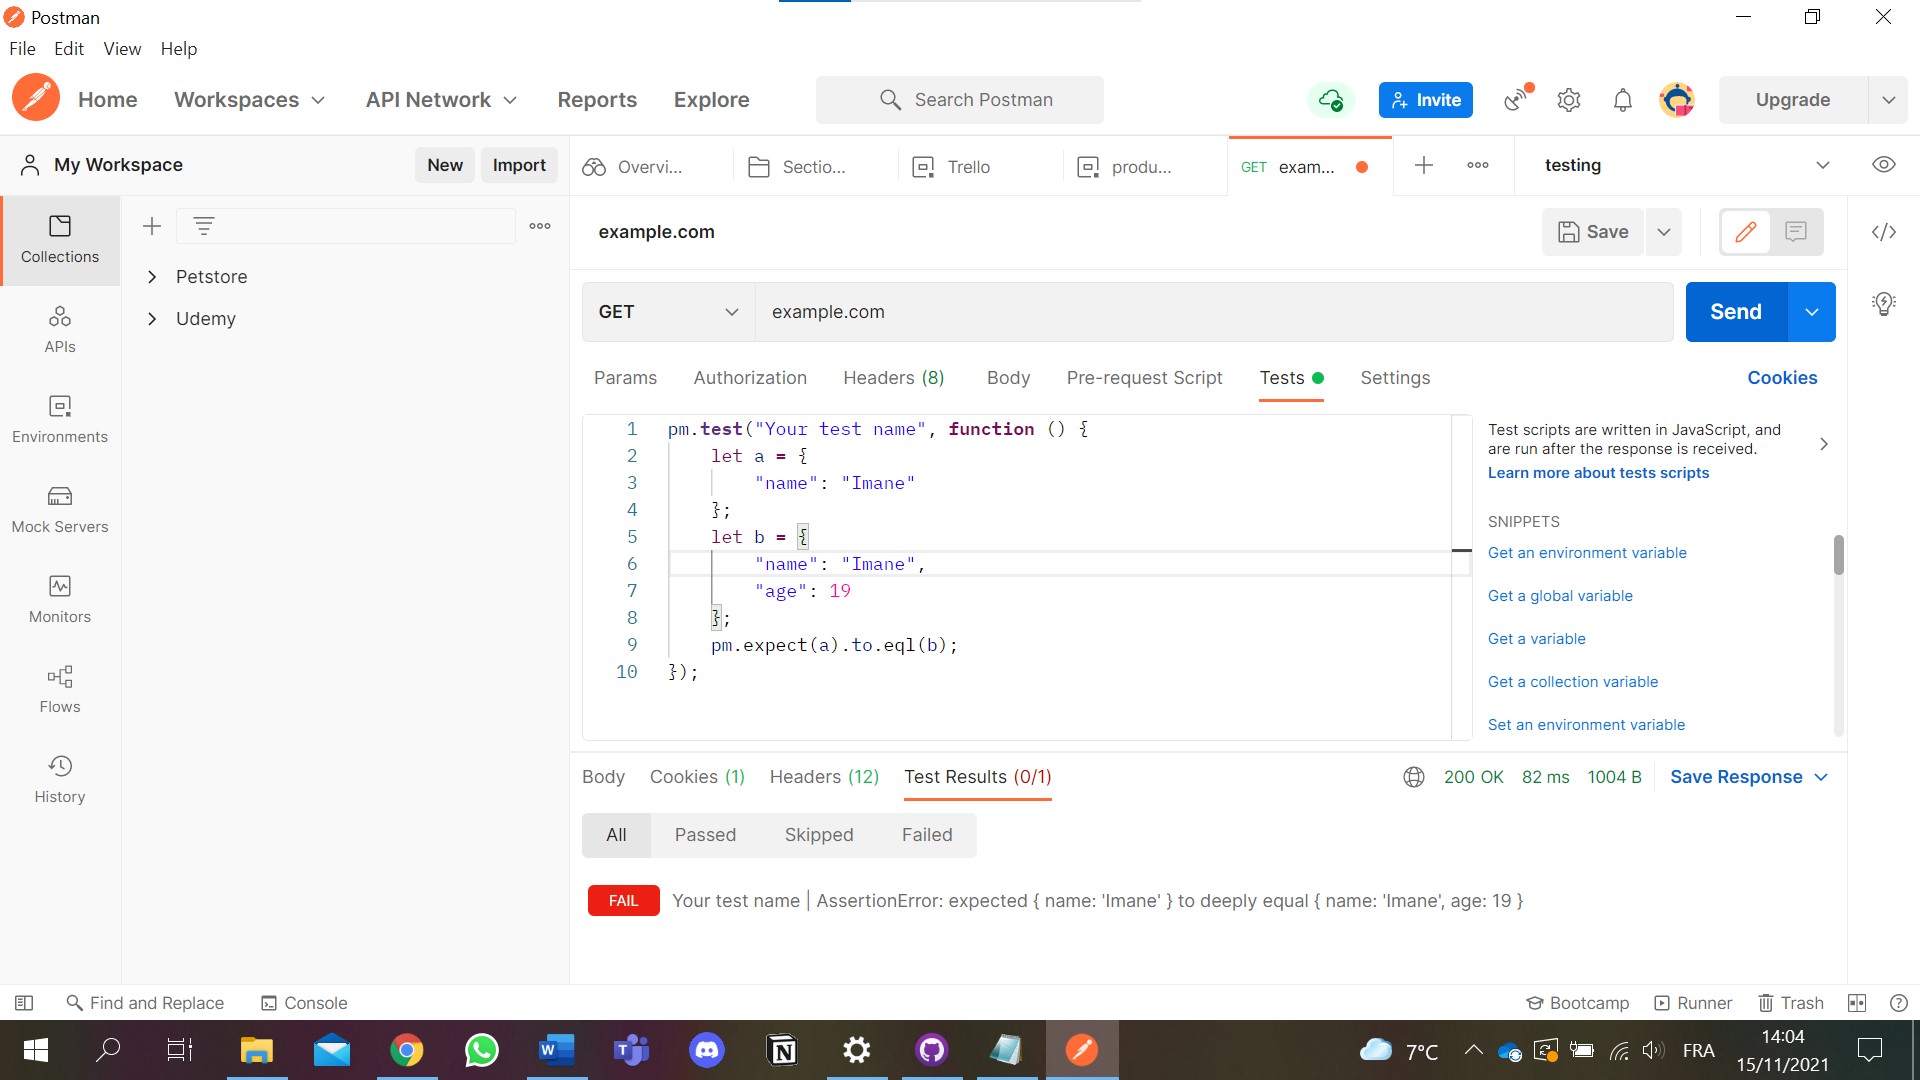 Postman
File Edit View Help
Home Workspaces API Network Reports Explore Search Postman Invite Upgrade
My Workspace New Import Overvi... Sectio... Trello produ... GET exam... testing
example.com Save
Collections
Petstore
Udemy
APIs
Environments
Mock Servers
Monitors
Flows
History
GET example.com Send
Params Authorization Headers (8) Body Pre-request Script Tests Settings Cookies
1 pm.test("Your test name", function () {
2 let a = {
3 "name": "Imane"
4 };
5 let b = {
6 "name": "Imane",
7 "age": 19
8 };
9 pm.expect(a).to.eql(b);
10 });
Test scripts are written in JavaScript, and
are run after the response is received.
Learn more about tests scripts
SNIPPETS
Get an environment variable
Get a global variable
Get a variable
Get a collection variable
Set an environment variable
Body Cookies (1) Headers (12) Test Results (0/1) 200 OK 82 ms 1004 B Save Response
All Passed Skipped Failed
FAIL Your test name | AssertionError: expected { name: 'Imane' } to deeply equal { name: 'Imane', age: 19 }
Find and Replace Console Bootcamp Runner Trash
7°C FRA 14:04
15/11/2021